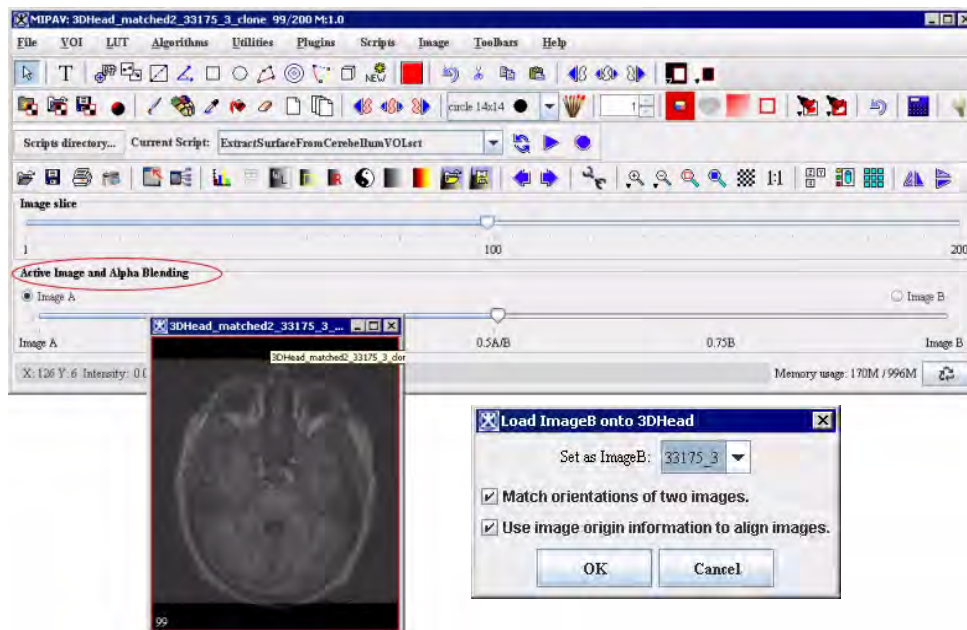 MIPAV: 3DHead_matched2_33175_3_clone 99/200 M:1.0
File VOI LUT Algorithms Utilities Plugins Scripts Image Toolbars Help
T NEW
circle 14x14 1
Scripts directory... Current Script: ExtractSurfaceFromCerebellumVOIset
1:1
Image slice
1 100 200
Active Image and Alpha Blending
Image A Image B
3DHead_matched2_33175_3_...
Image A 0.5A/B 0.75B Image B
3DHead_matched2_33175_3_clor
X: 126 Y: 6 Intensity: Memory usage: 170M / 996M
Load ImageB onto 3DHead
Set as ImageB: 33175_3
Match orientations of two images.
Use image origin information to align images.
OK Cancel
99